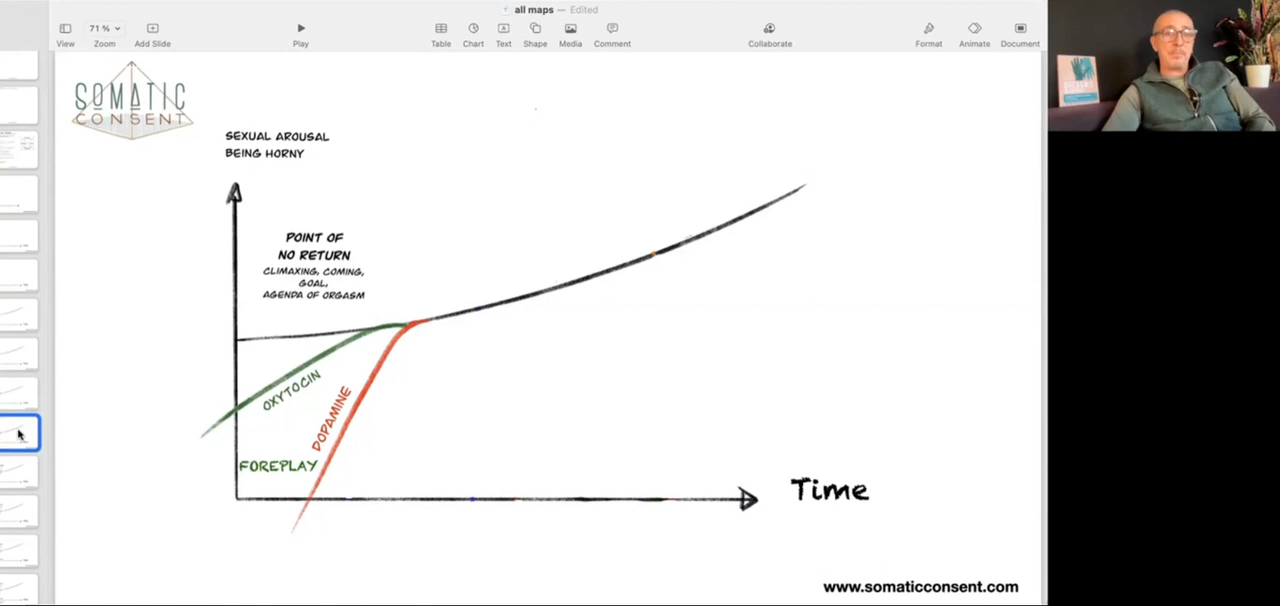 all maps — Edited
View
71 %
Zoom
Add Slide
Play
Table
Chart
Text
Shape
Media
Comment
Collaborate
Format
Animate
Document
SOMATIC
CONSENT
SEXUAL AROUSAL
BEING HORNY
POINT OF
NO RETURN
CLIMAXING, COMING,
GOAL,
AGENDA OF ORGASM
OXYTOCIN
DOPAMINE
FOREPLAY
Time
www.somaticconsent.com